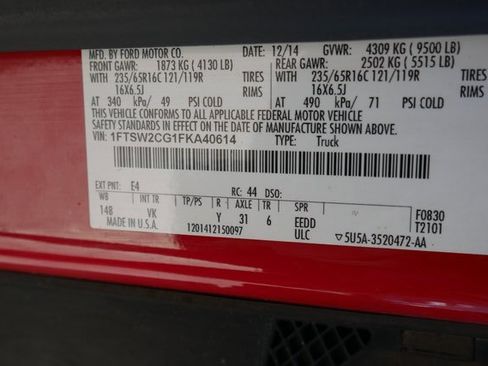 MFD. BY FORD MOTOR CO. 12/14 GVWR: 4309 KG ( 9500 LB)
FRONT GAWR: 1873 KG ( 4130 LB) REAR GAWR: 2502 KG ( 5515 LB)
WITH 235/65R16C 121/119R TIRES WITH 235/65R16C 121/119R TIRES
16X6.5J RIMS 16X6.5J RIMS
AT 340 kPa/ 49 PSI COLD AT 490 kPa/ 71 PSI COLD
THIS VEHICLE CONFORMS TO ALL APPLICABLE FEDERAL MOTOR VEHICLE
SAFETY STANDARDS IN EFFECT ON THE DATE OF MANUFACTURE SHOWN ABOVE.
VIN: 1FTSW2CG1FKA40614 TYPE: Truck
EXT PNT: E4 RC: 44 DSO:
WB INT TR TP/PS R AXLE TR SPR
148 VK Y 31 6 EEDD F0830
MADE IN U.S.A. 1201412150097 ULC ▽5U5A-3520472-AA T2101